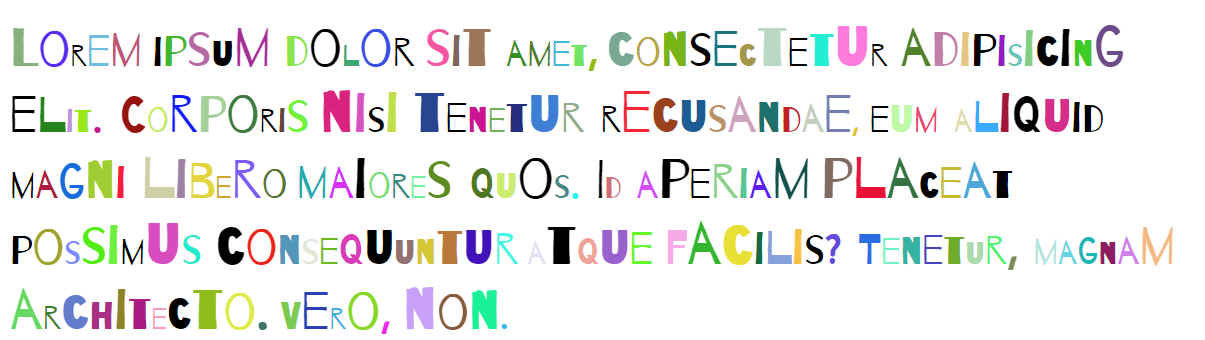 Lorem ipsum dolor sit amet, consectetur adipisicing
elit. Corporis nisi tenetur recusandae, eum aliquid
magni libero maiores quos. Id aperiam placeat
possimus consequuntur atque facilis? Tenetur, magnam
architecto. Vero, non.